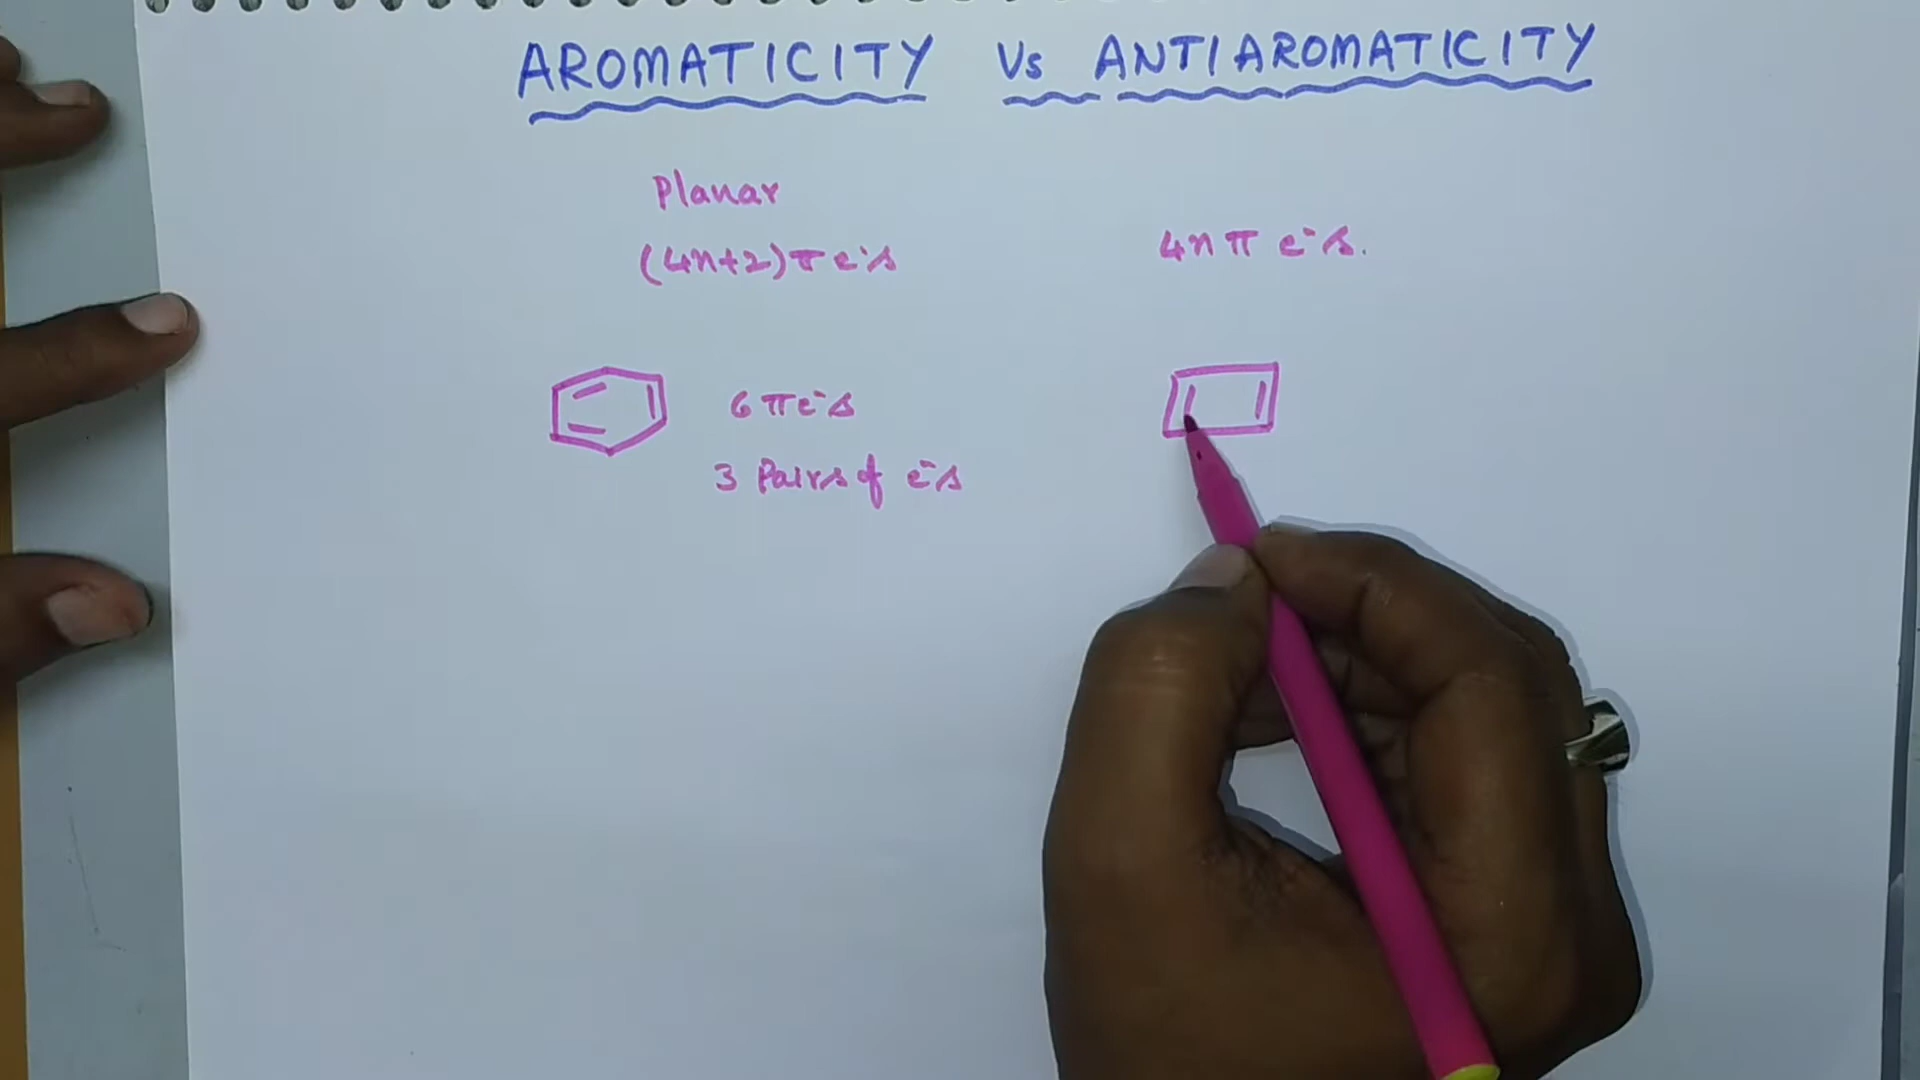 AROMATICITY Vs ANTIAROMATICITY
Planar
(4n+2)π e⁻s
4n π e⁻s.
6 π e⁻s
3 Pairs of e⁻s